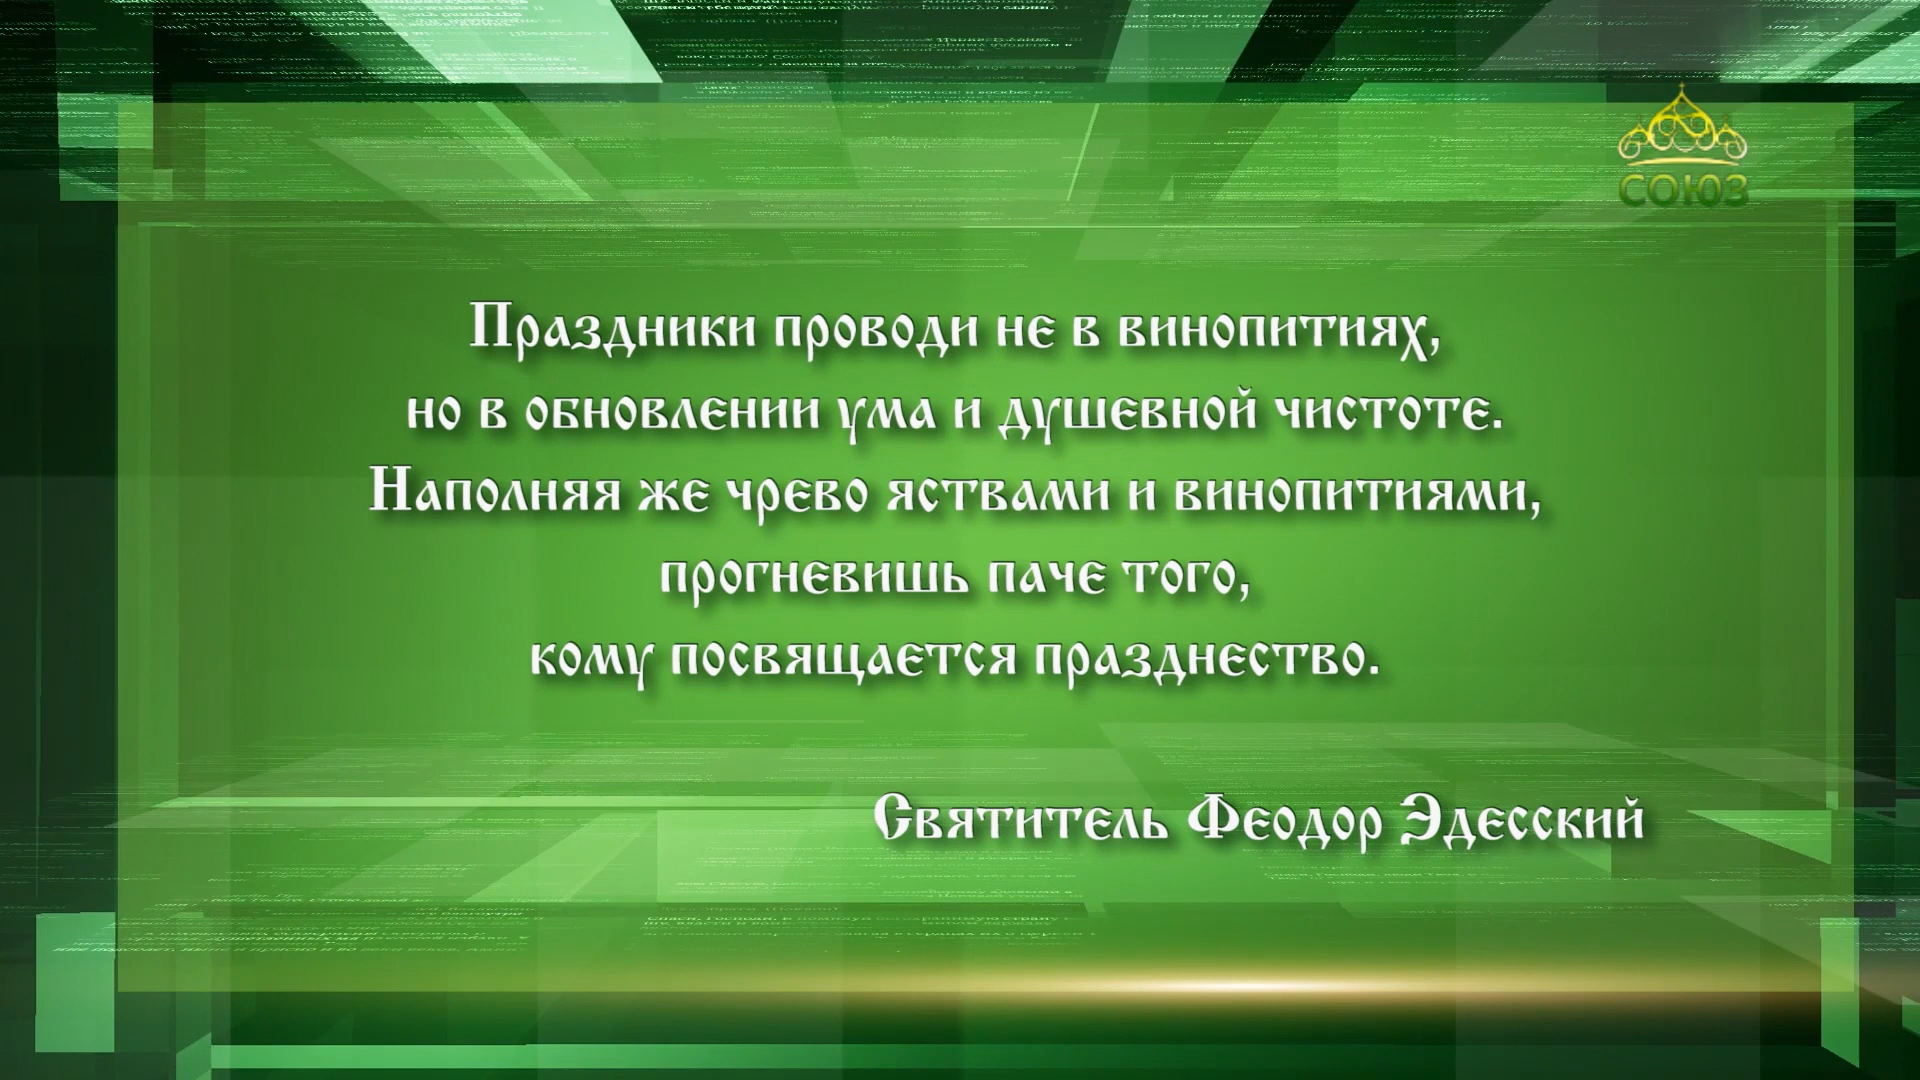 СОЮЗ
Праздники проводи не в винопитиях,
но в обновлении ума и душевной чистоте.
Наполняя же чрево яствами и винопитиями,
прогневишь паче того,
кому посвящается празднество.
Святитель Феодор Эдесский